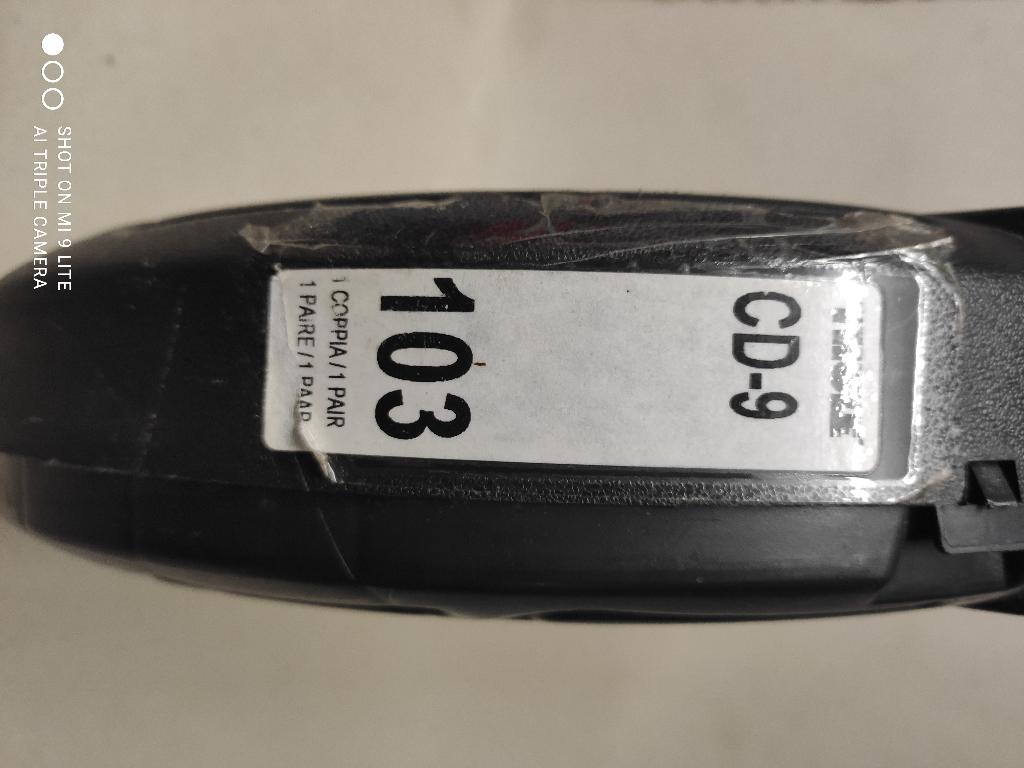 CD-9
103
1 COPPIA / 1 PAIR
1 PAIRE / 1 PAAR
SHOT ON MI 9 LITE
AI TRIPLE CAMERA